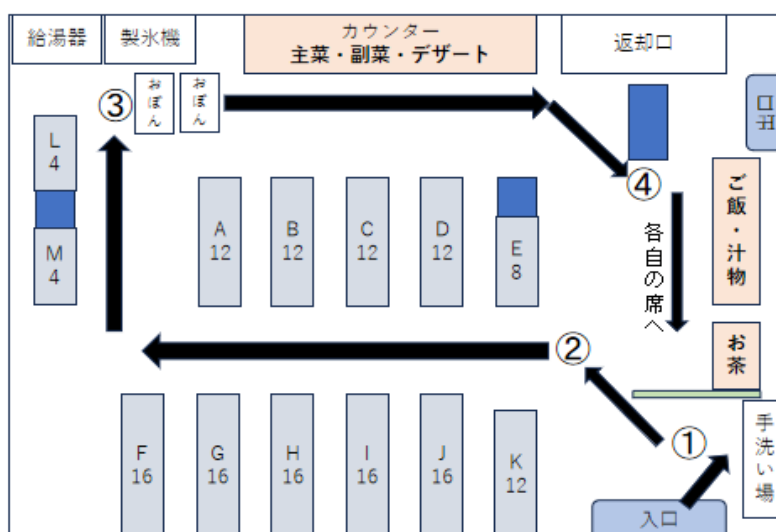 給湯器
製氷機
カウンター
主菜・副菜・デザート
返却口
③
おぼん
おぼん
出口
L
4
M
4
A
12
B
12
C
12
D
12
E
8
④
ご飯・汁物
各自の席へ
お茶
②
①
手洗い場
F
16
G
16
H
16
I
16
J
16
K
12
入口